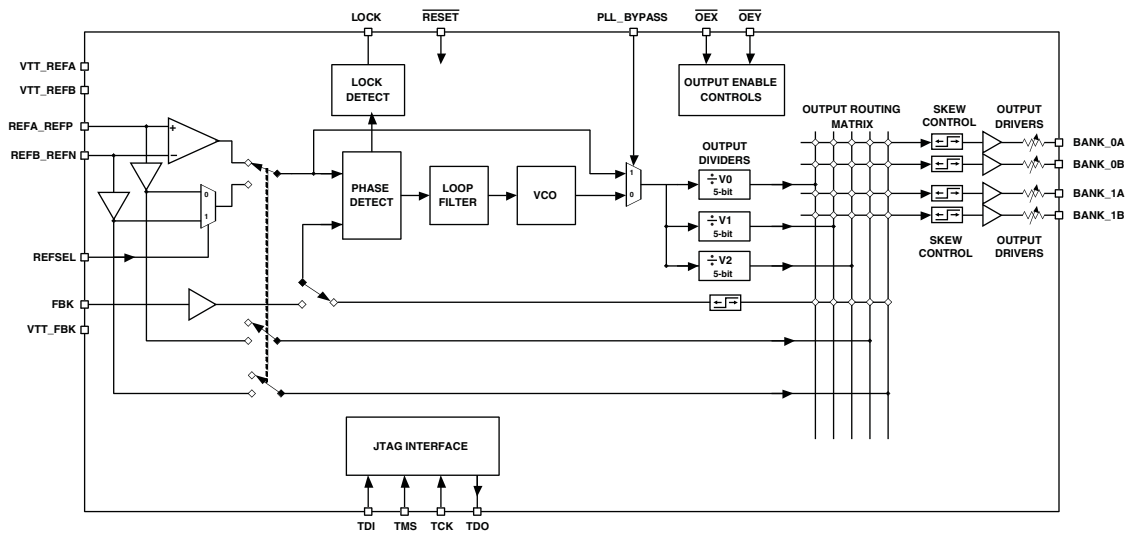 LOCK
RESET
PLL_BYPASS
OEX
OEY
VTT_REFA
VTT_REFB
LOCK
DETECT
OUTPUT ENABLE
CONTROLS
REFA_REFP
REFB_REFN
+
–
OUTPUT ROUTING
MATRIX
SKEW
CONTROL
OUTPUT
DRIVERS
BANK_0A
BANK_0B
BANK_1A
BANK_1B
SKEW
CONTROL
OUTPUT
DRIVERS
0
1
PHASE
DETECT
LOOP
FILTER
VCO
1
0
OUTPUT
DIVIDERS
÷V0
5-bit
÷V1
5-bit
÷V2
5-bit
REFSEL
FBK
VTT_FBK
JTAG INTERFACE
TDI
TMS
TCK
TDO